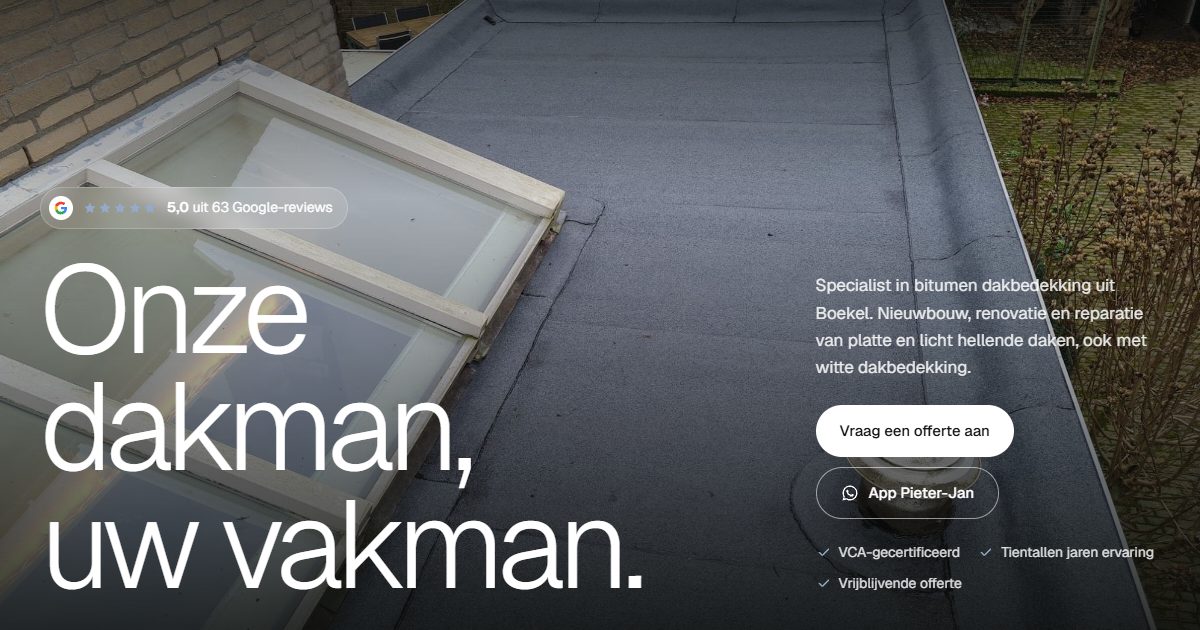 5,0 uit 63 Google-reviews
Onze
dakman,
uw vakman.
Specialist in bitumen dakbedekking uit
Boekel. Nieuwbouw, renovatie en reparatie
van platte en licht hellende daken, ook met
witte dakbedekking.
Vraag een offerte aan
App Pieter-Jan
VCA-gecertificeerd
Tientallen jaren ervaring
Vrijblijvende offerte